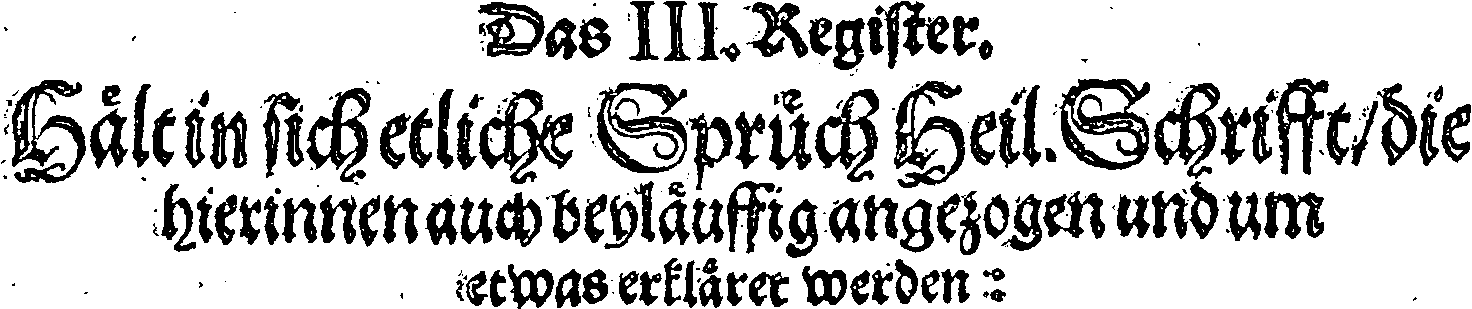 Das III. Register.
Hält in sich etliche Sprüch Heil. Schrifft/die
hierinnen auch beyläuffig angezogen und um
etwas erkläret werden :